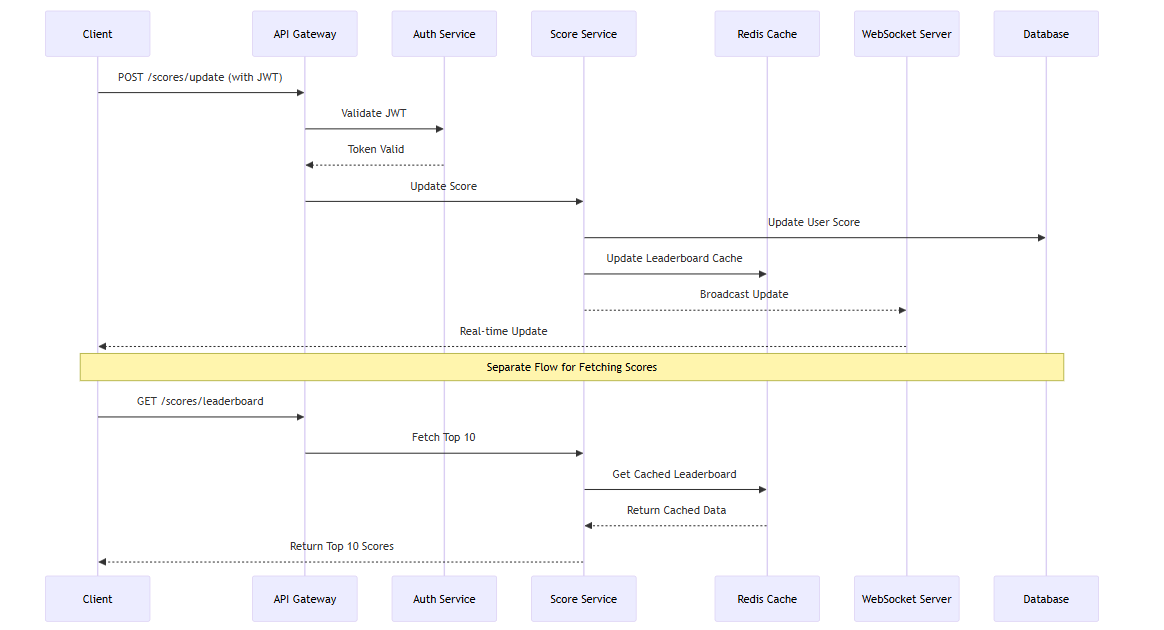 Client
API Gateway
Auth Service
Score Service
Redis Cache
WebSocket Server
Database
POST /scores/update (with JWT)
Validate JWT
Token Valid
Update Score
Update User Score
Update Leaderboard Cache
Broadcast Update
Real-time Update
Separate Flow for Fetching Scores
GET /scores/leaderboard
Fetch Top 10
Get Cached Leaderboard
Return Cached Data
Return Top 10 Scores
Client
API Gateway
Auth Service
Score Service
Redis Cache
WebSocket Server
Database